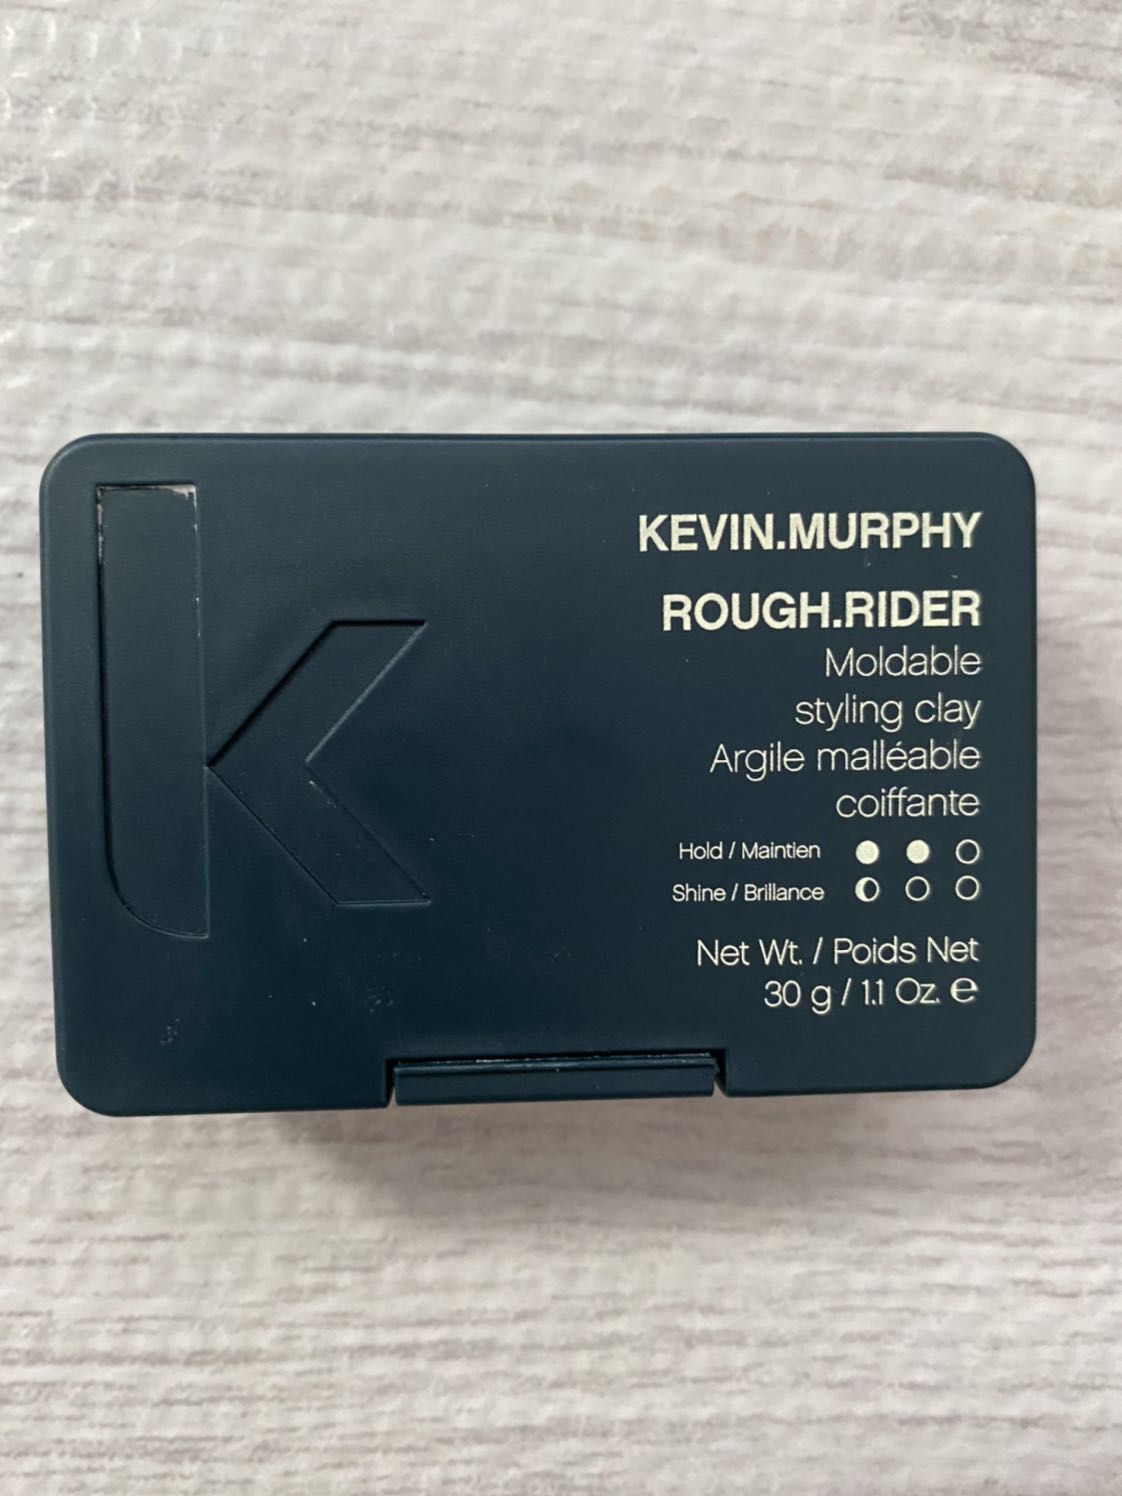 KEVIN.MURPHY
ROUGH.RIDER
Moldable
styling clay
Argile malléable
coiffante
Hold / Maintien
Shine / Brillance
Net Wt. / Poids Net
30 g / 1.1 Oz. ℮
k